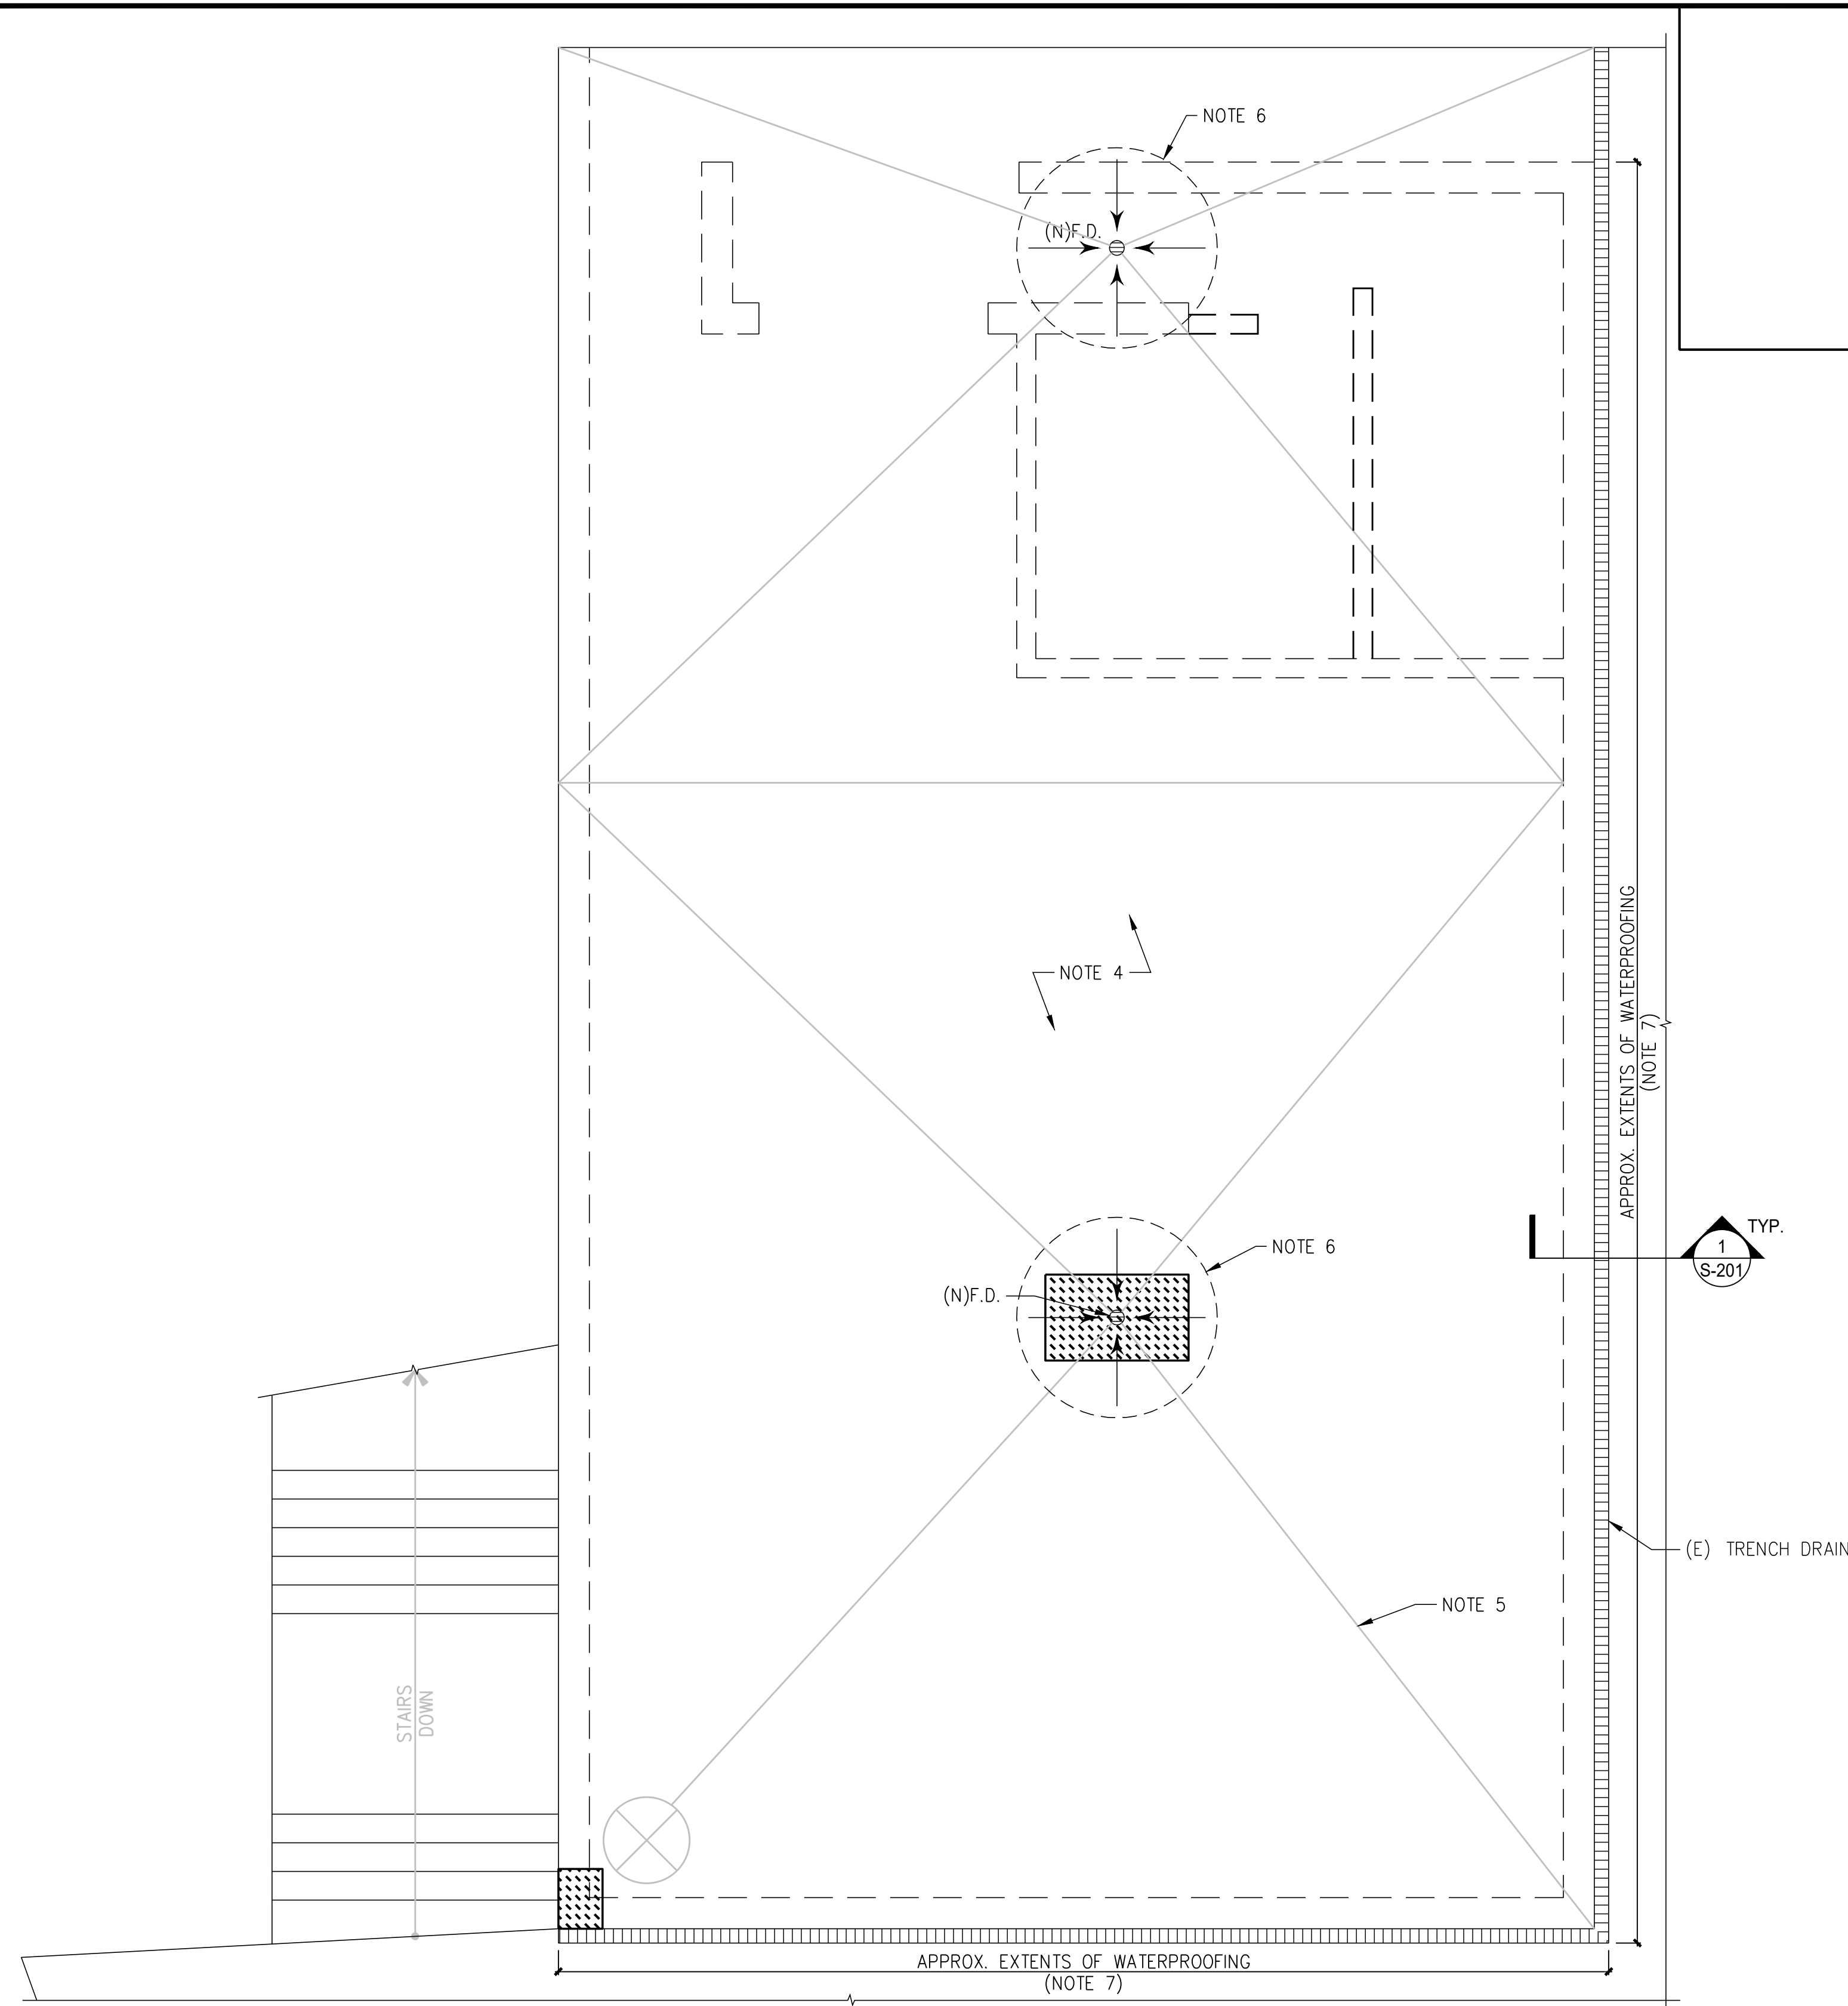 NOTE 6
(N)F.D.
NOTE 4
APPROX. EXTENTS OF WATERPROOFING
(NOTE 7)
TYP.
1
S-201
NOTE 6
(N)F.D.
(E) TRENCH DRAIN
NOTE 5
STAIRS
DOWN
APPROX. EXTENTS OF WATERPROOFING
(NOTE 7)